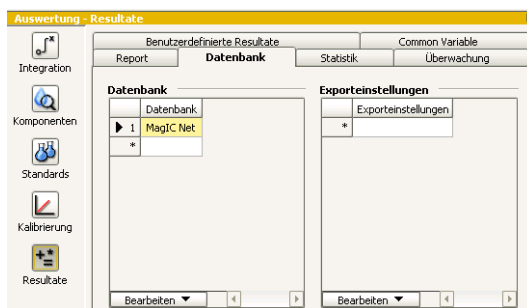 Auswertung - Resultate
Integration
Komponenten
Standards
Kalibrierung
Resultate
Benutzerdefinierte Resultate
Common Variable
Report
Datenbank
Statistik
Überwachung
Datenbank
Datenbank
1 MagIC Net
*
Bearbeiten
Exporteinstellungen
Exporteinstellungen
*
Bearbeiten